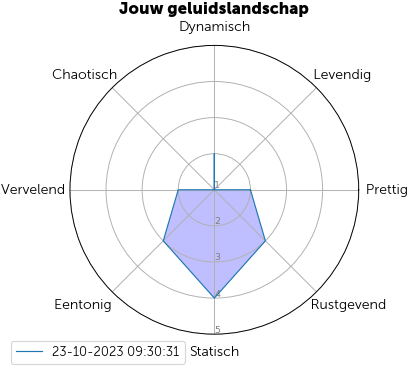 Jouw geluidslandschap
Dynamisch
Chaotisch
Levendig
Vervelend
1
Prettig
2
3
4
Eentonig
Rustgevend
5
23-10-2023 09:30:31
Statisch